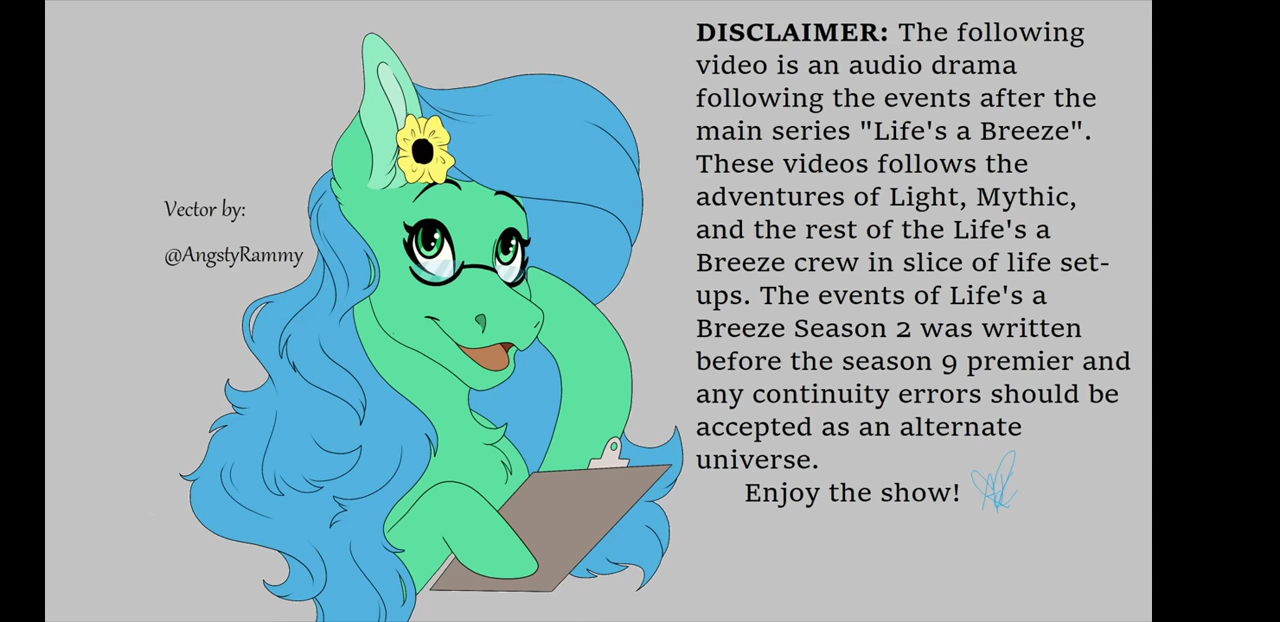 Vector by:
@AngstyRammy
DISCLAIMER: The following
video is an audio drama
following the events after the
main series "Life's a Breeze".
These videos follows the
adventures of Light, Mythic,
and the rest of the Life's a
Breeze crew in slice of life set-
ups. The events of Life's a
Breeze Season 2 was written
before the season 9 premier and
any continuity errors should be
accepted as an alternate
universe.
Enjoy the show!